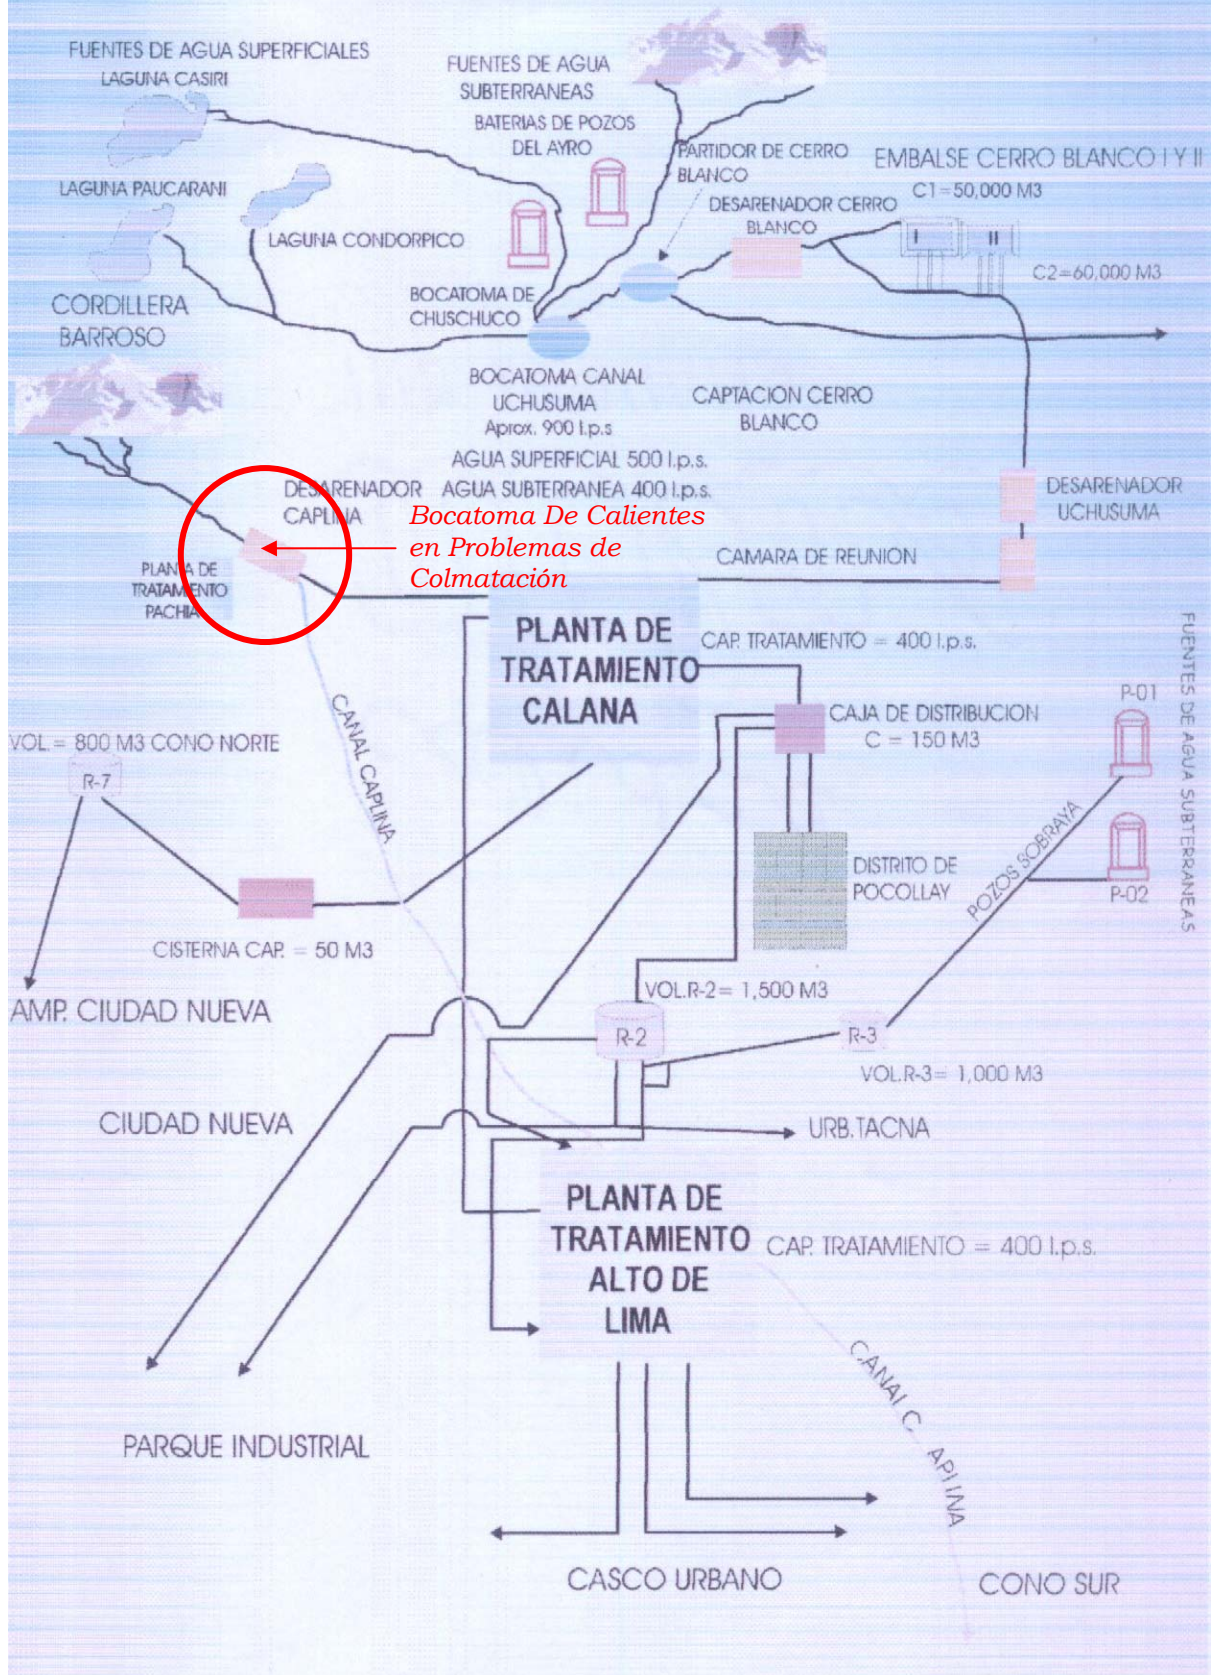 FUENTES DE AGUA SUPERFICIALES
LAGUNA CASIRI
FUENTES DE AGUA
SUBTERRANEAS
BATERIAS DE POZOS
DEL AYRO
PARTIDOR DE CERRO
BLANCO
EMBALSE CERRO BLANCO I Y II
C1=50,000 M3
LAGUNA PAUCARANI
DESARENADOR CERRO
BLANCO
I
II
LAGUNA CONDORPICO
C2=60,000 M3
CORDILLERA
BARROSO
BOCATOMA DE
CHUSCHUCO
BOCATOMA CANAL
UCHUSUMA
Aprox. 900 l.p.s
CAPTACION CERRO
BLANCO
AGUA SUPERFICIAL 500 l.p.s.
AGUA SUBTERRANEA 400 l.p.s.
DESARENADOR
CAPLINA
Bocatoma De Calientes
en Problemas de
Colmatación
DESARENADOR
UCHUSUMA
CAMARA DE REUNION
PLANTA DE
TRATAMIENTO
PACHIA
PLANTA DE
TRATAMIENTO
CALANA
CAP. TRATAMIENTO = 400 l.p.s.
FUENTES DE AGUA SUBTERRANEAS
P-01
CANAL CAPLINA
CAJA DE DISTRIBUCION
C = 150 M3
VOL. = 800 M3 CONO NORTE
R-7
POZOS SOBRAYA
DISTRITO DE
POCOLLAY
P-02
CISTERNA CAP. = 50 M3
AMP. CIUDAD NUEVA
VOL.R-2= 1,500 M3
R-2
R-3
VOL.R-3= 1,000 M3
CIUDAD NUEVA
URB.TACNA
PLANTA DE
TRATAMIENTO
ALTO DE
LIMA
CAP. TRATAMIENTO = 400 l.p.s.
CANAL C APLINA
PARQUE INDUSTRIAL
CASCO URBANO
CONO SUR